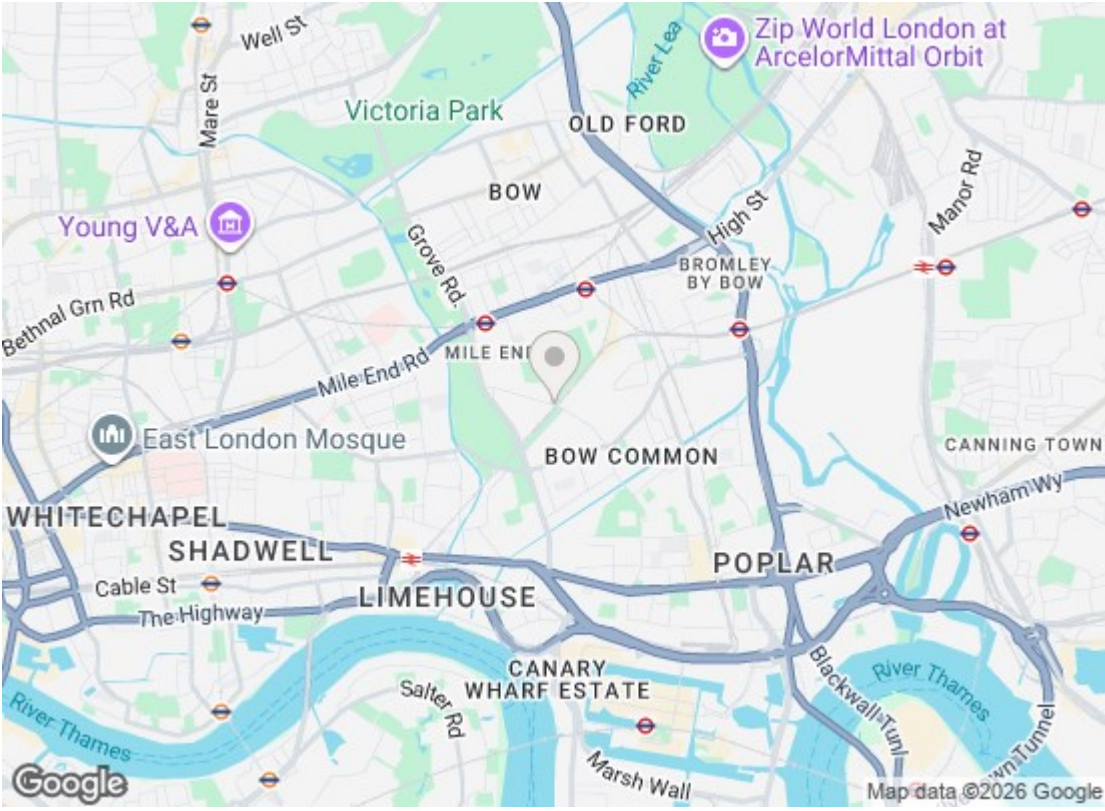 Well St
Zip World London at
ArcelorMittal Orbit
River Lea
Mare St
Victoria Park
OLD FORD
BOW
Manor Rd
Young V&A
High St
Grove Rd.
BROMLEY
BY BOW
Bethnal Grn Rd
MILE EN
Mile End Rd
East London Mosque
BOW COMMON
CANNING TOWN
Newham Wy
WHITECHAPEL
SHADWELL
POPLAR
Cable St
LIMEHOUSE
The Highway
CANARY
WHARF ESTATE
River Thames
Salter Rd
Blackwall Tunl
River Thames
Marsh Wall
wn Tunnel
Google
Map data ©2026 Google